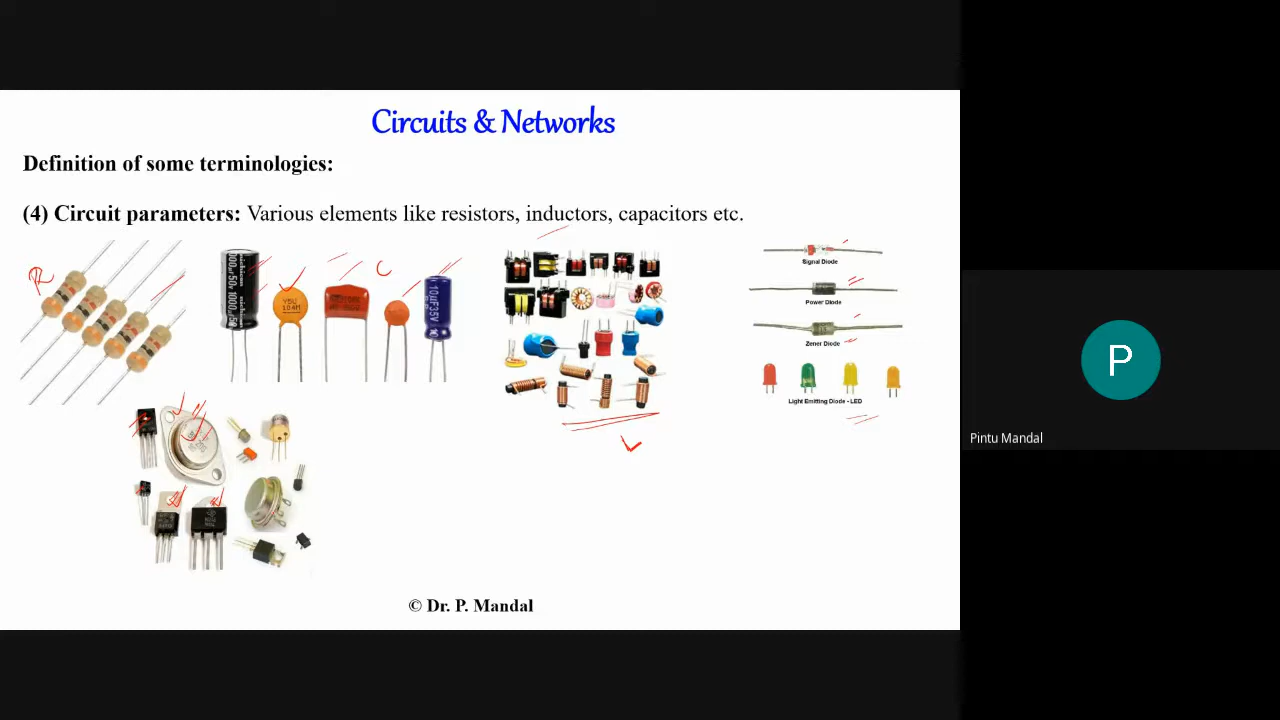 Circuits & Networks
Definition of some terminologies:
(4) Circuit parameters: Various elements like resistors, inductors, capacitors etc.
R
C
Signal Diode
Power Diode
Zener Diode
Light Emitting Diode - LED
P
Pintu Mandal
© Dr. P. Mandal